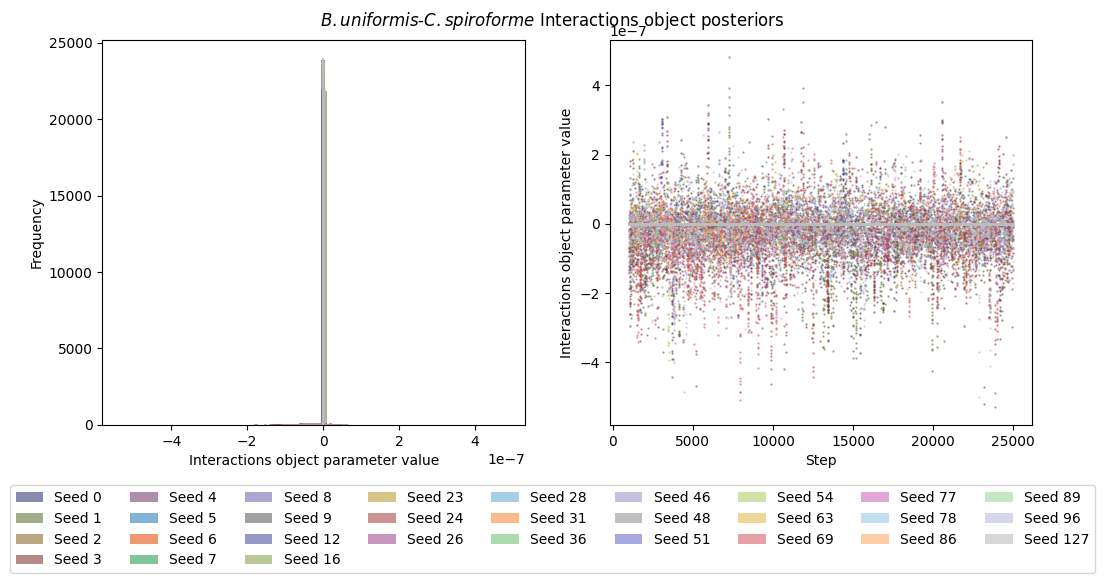 B.uniformis-C.spiroforme Interactions object posteriors
25000
20000
15000
10000
5000
0
Frequency
−4
−2
0
2
4
1e−7
Interactions object parameter value
1e−7
4
2
0
−2
−4
Interactions object parameter value
0
5000
10000
15000
20000
25000
Step
Seed 0
Seed 1
Seed 2
Seed 3
Seed 4
Seed 5
Seed 6
Seed 7
Seed 8
Seed 9
Seed 12
Seed 16
Seed 23
Seed 24
Seed 26
Seed 28
Seed 31
Seed 36
Seed 46
Seed 48
Seed 51
Seed 54
Seed 63
Seed 69
Seed 77
Seed 78
Seed 86
Seed 89
Seed 96
Seed 127